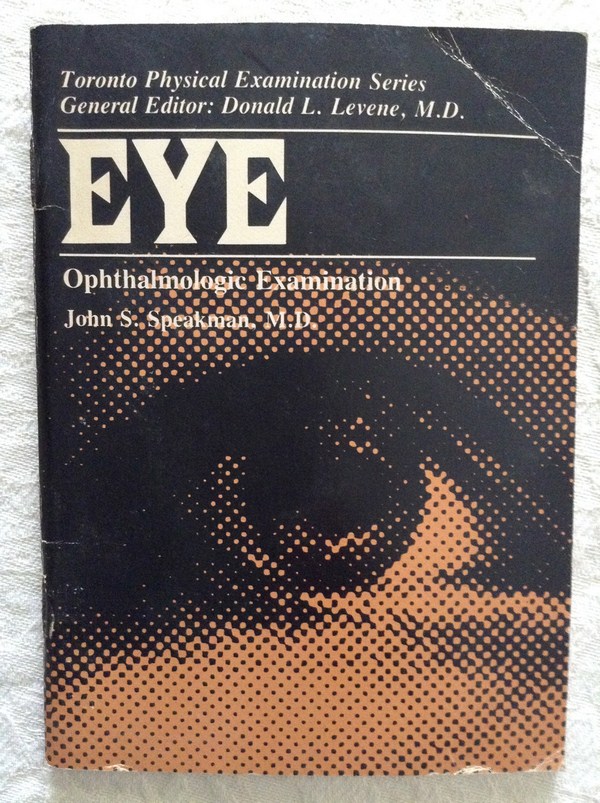 Toronto Physical Examination Series
General Editor: Donald L. Levene, M.D.
EYE
Ophthalmologic Examination
John S. Speakman, M.D.